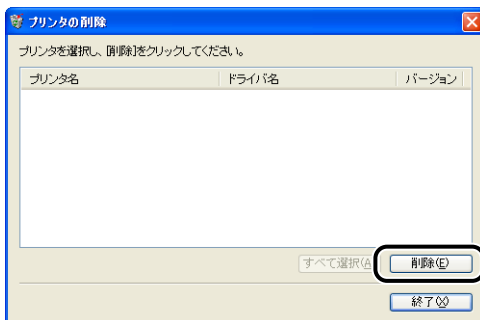 プリンタの削除
プリンタを選択し、[削除]をクリックしてください。
プリンタ名 ドライバ名 バージョン
すべて選択(A 削除(E)
終了(X)